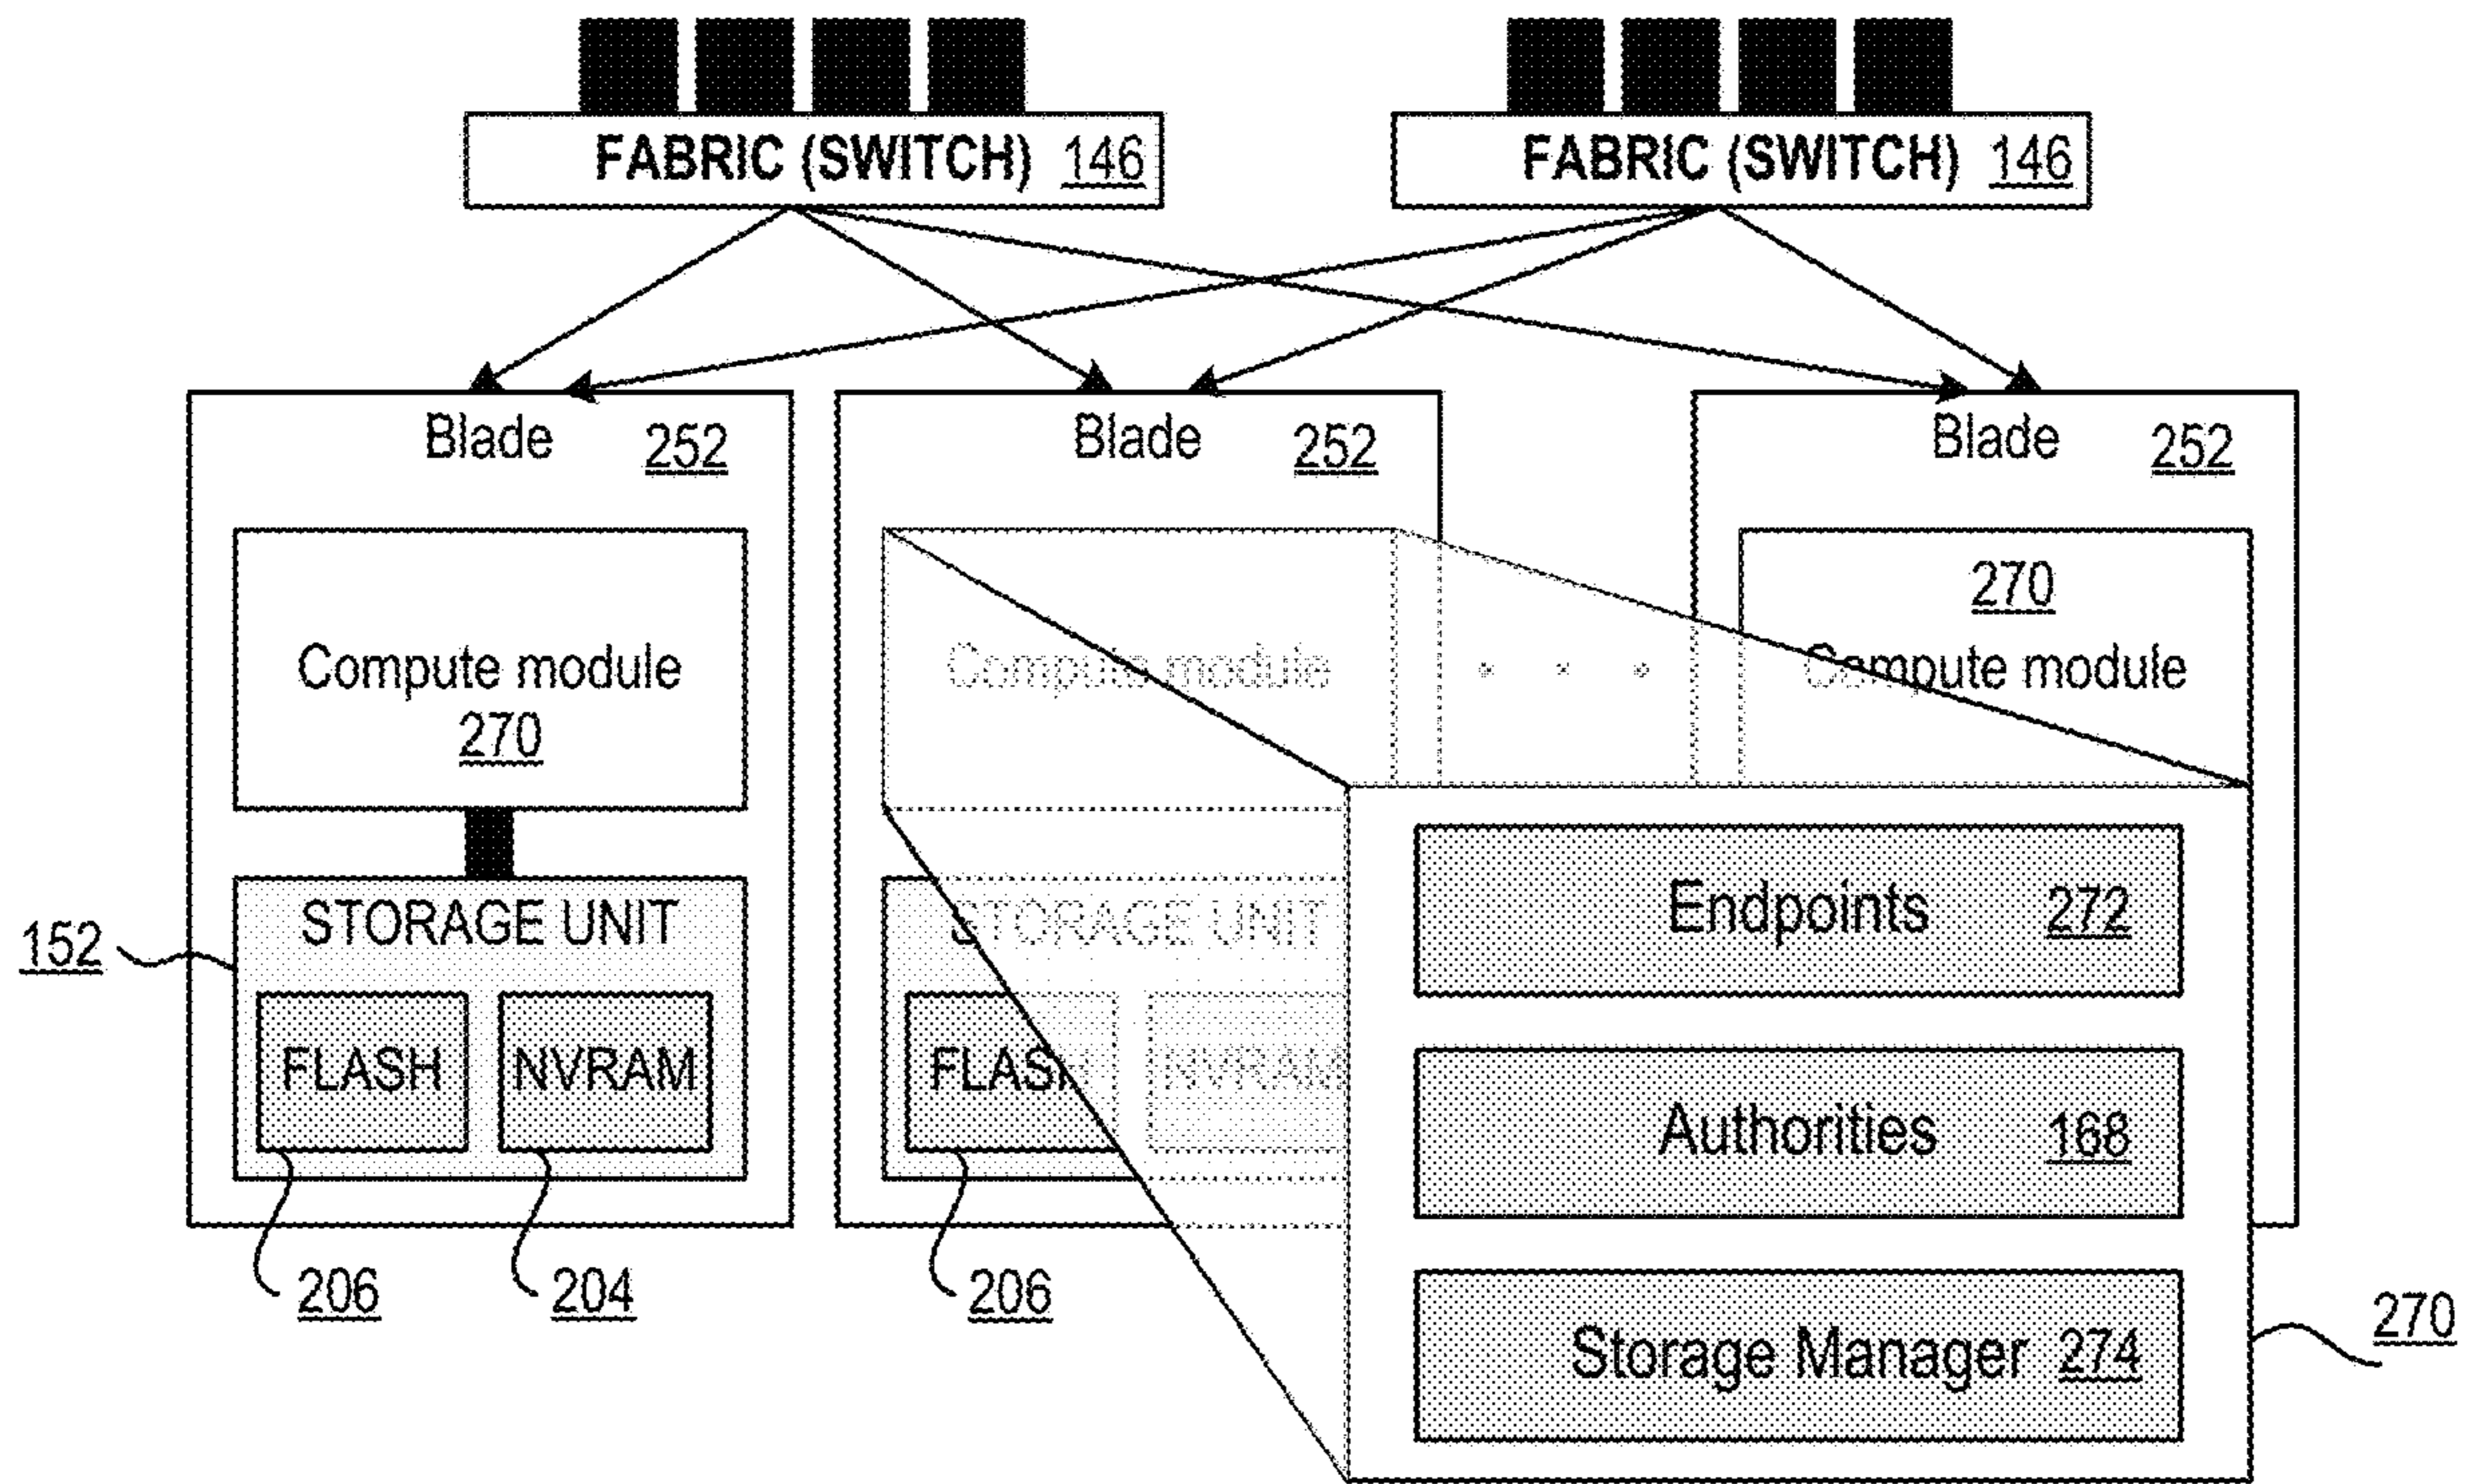 FABRIC (SWITCH) 146
FABRIC (SWITCH) 146
Blade 252
Blade 252
Blade 252
Compute module
270
Compute module
270
Compute module
STORAGE UNIT
152
FLASH
NVRAM
206
204
STORAGE UNIT
FLASH
NVRAM
206
Endpoints 272
Authorities 168
Storage Manager 274
270